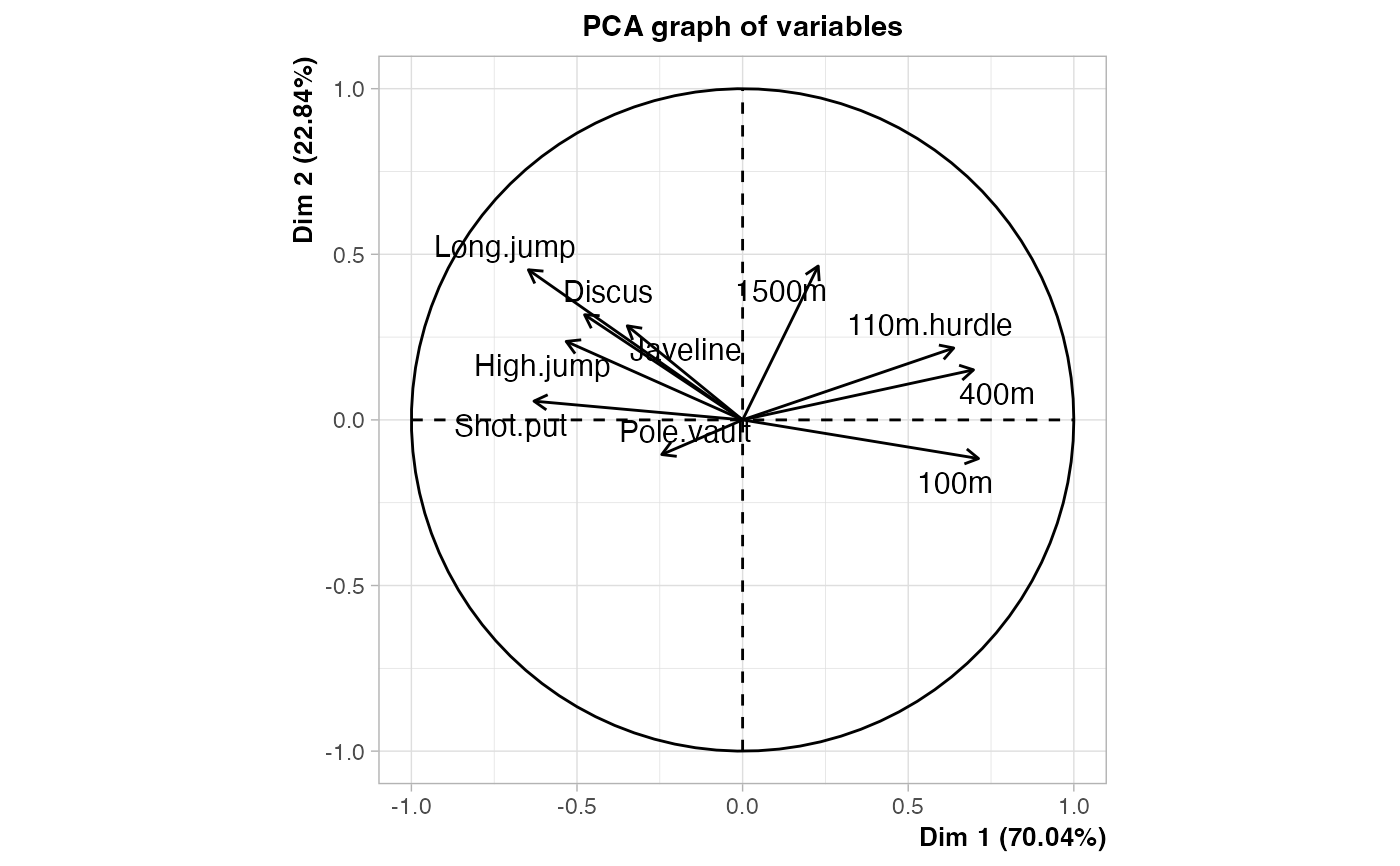 PCA graph of variables
Dim 2 (22.84%)
1.0
0.5
0.0
-0.5
-1.0
Long.jump
Discus
1500m
110m.hurdle
Javeline
High.jump
400m
Shot.put
Pole.vault
100m
-1.0
-0.5
0.0
0.5
1.0
Dim 1 (70.04%)